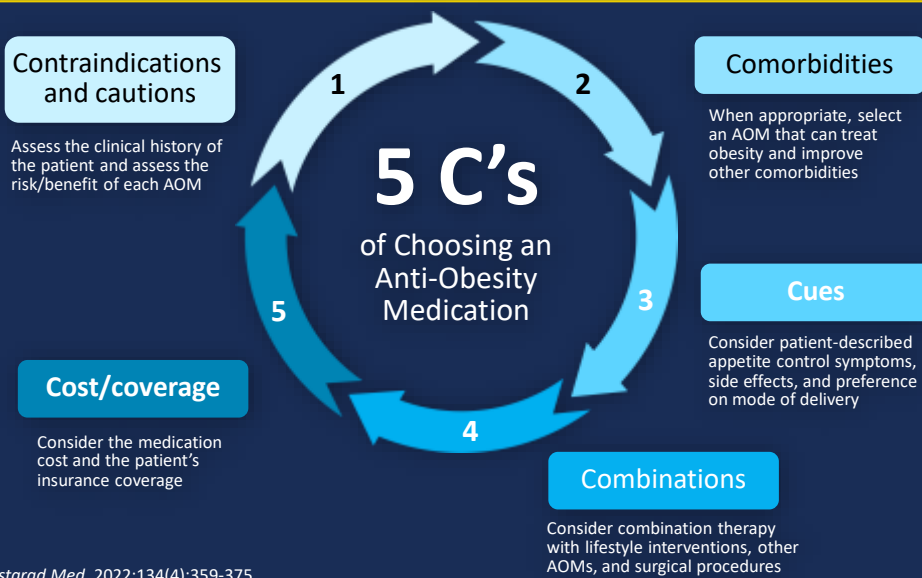 Contraindications
and cautions
Assess the clinical history of
the patient and assess the
risk/benefit of each AOM
1
2
Comorbidities
When appropriate, select
an AOM that can treat
obesity and improve
other comorbidities
5 C’s
of Choosing an
Anti-Obesity
Medication
3
Cues
Consider patient-described
appetite control symptoms,
side effects, and preference
on mode of delivery
4
Combinations
Consider combination therapy
with lifestyle interventions, other
AOMs, and surgical procedures
5
Cost/coverage
Consider the medication
cost and the patient’s
insurance coverage
Med. 2022;134(4):359-375